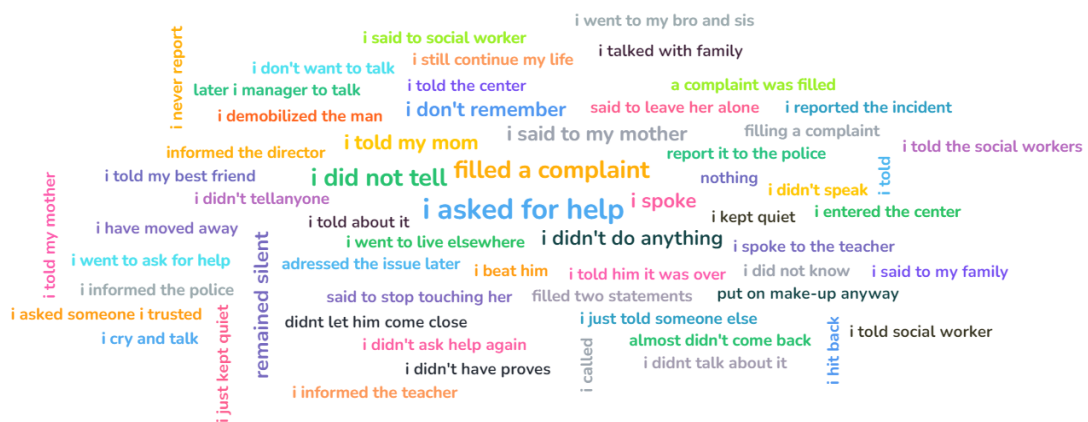 i went to my bro and sis
i said to social worker
i talked with family
i never report
i still continue my life
i don't want to talk
i told the center
a complaint was filled
later i manager to talk
i don't remember
said to leave her alone
i reported the incident
i demobilized the man
i said to my mother
filling a complaint
i told my mom
i told the social workers
informed the director
report it to the police
filled a complaint
i told my best friend
i did not tell
nothing
i told
i didn't speak
i didn't tellanyone
i spoke
i asked for help
i told my mother
i told about it
i kept quiet
i entered the center
i have moved away
i went to live elsewhere
i didn't do anything
i spoke to the teacher
i went to ask for help
remained silent
adressed the issue later
i beat him
i told him it was over
i did not know
i said to my family
i informed the police
said to stop touching her
filled two statements
put on make-up anyway
i asked someone i trusted
didnt let him come close
i just told someone else
i told social worker
i cry and talk
i just kept quiet
i didn't ask help again
almost didn't come back
i hit back
i called
i didnt talk about it
i didn't have proves
i informed the teacher